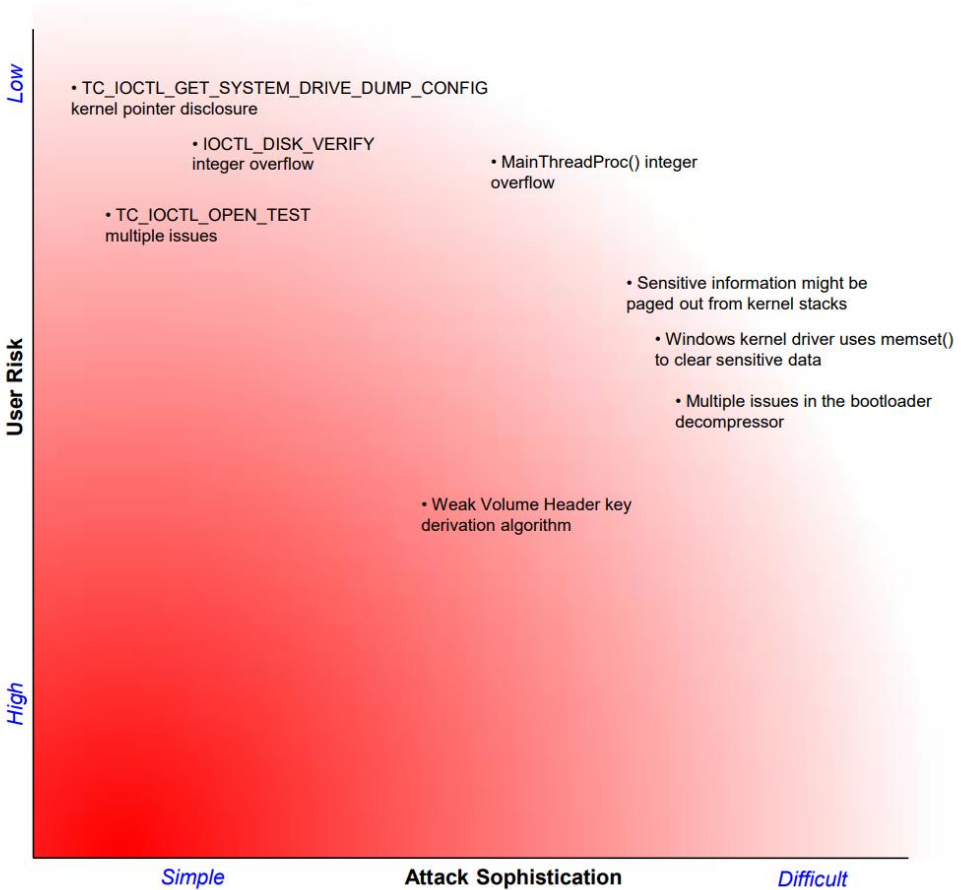 Low
• TC_IOCTL_GET_SYSTEM_DRIVE_DUMP_CONFIG
kernel pointer disclosure
• IOCTL_DISK_VERIFY
integer overflow
• MainThreadProc() integer
overflow
• TC_IOCTL_OPEN_TEST
multiple issues
• Sensitive information might be
paged out from kernel stacks
• Windows kernel driver uses memset()
to clear sensitive data
User Risk
• Multiple issues in the bootloader
decompressor
• Weak Volume Header key
derivation algorithm
High
Simple
Attack Sophistication
Difficult